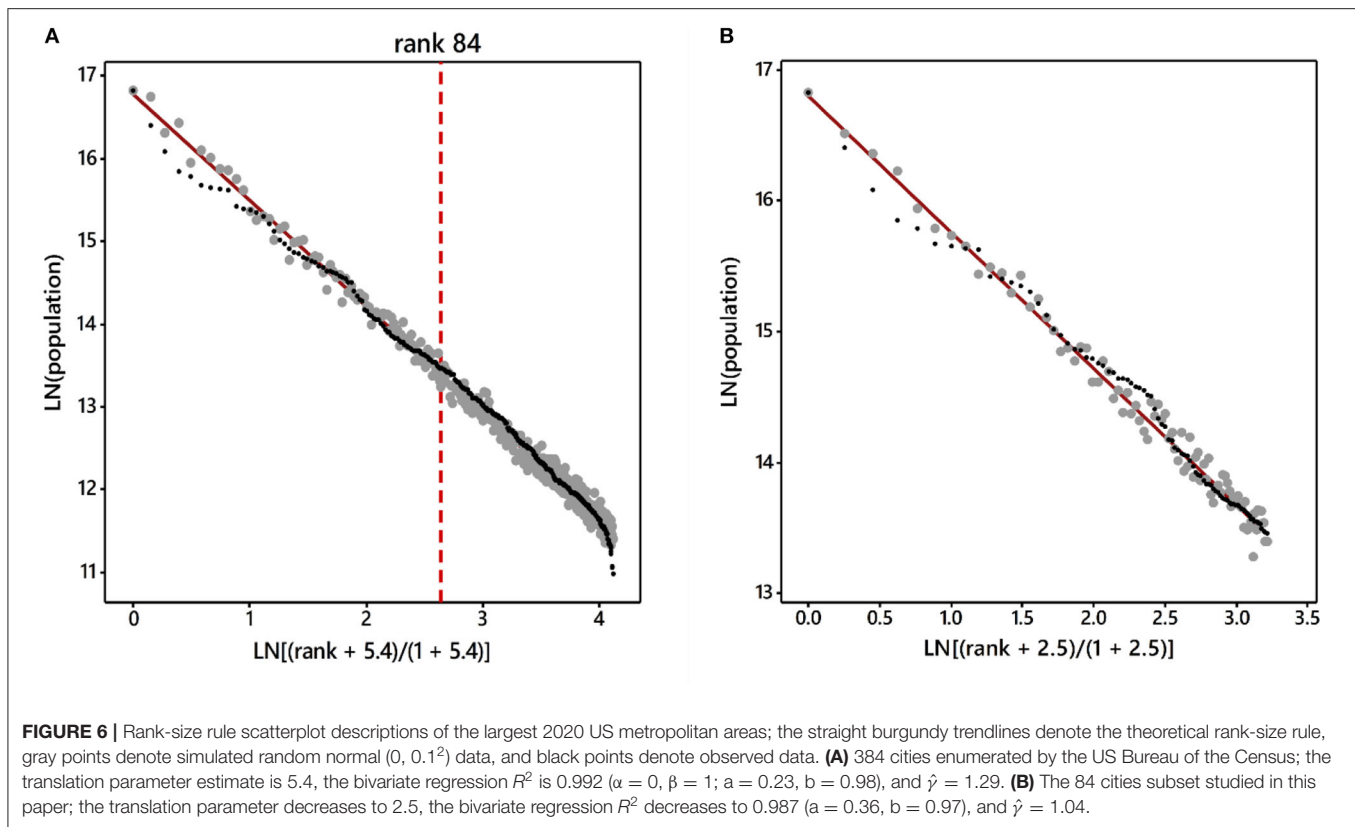 A
rank 84
17
16
15
14
13
12
11
LN(population)
0 1 2 3 4
LN[(rank + 5.4)/(1 + 5.4)]
B
17
16
15
14
13
LN(population)
0.0 0.5 1.0 1.5 2.0 2.5 3.0 3.5
LN[(rank + 2.5)/(1 + 2.5)]
FIGURE 6 | Rank-size rule scatterplot descriptions of the largest 2020 US metropolitan areas; the straight burgundy trendlines denote the theoretical rank-size rule,
gray points denote simulated random normal (0, 0.1²) data, and black points denote observed data. (A) 384 cities enumerated by the US Bureau of the Census; the
translation parameter estimate is 5.4, the bivariate regression R² is 0.992 (α = 0, β = 1; a = 0.23, b = 0.98), and γ̂ = 1.29. (B) The 84 cities subset studied in this
paper; the translation parameter decreases to 2.5, the bivariate regression R² decreases to 0.987 (a = 0.36, b = 0.97), and γ̂ = 1.04.